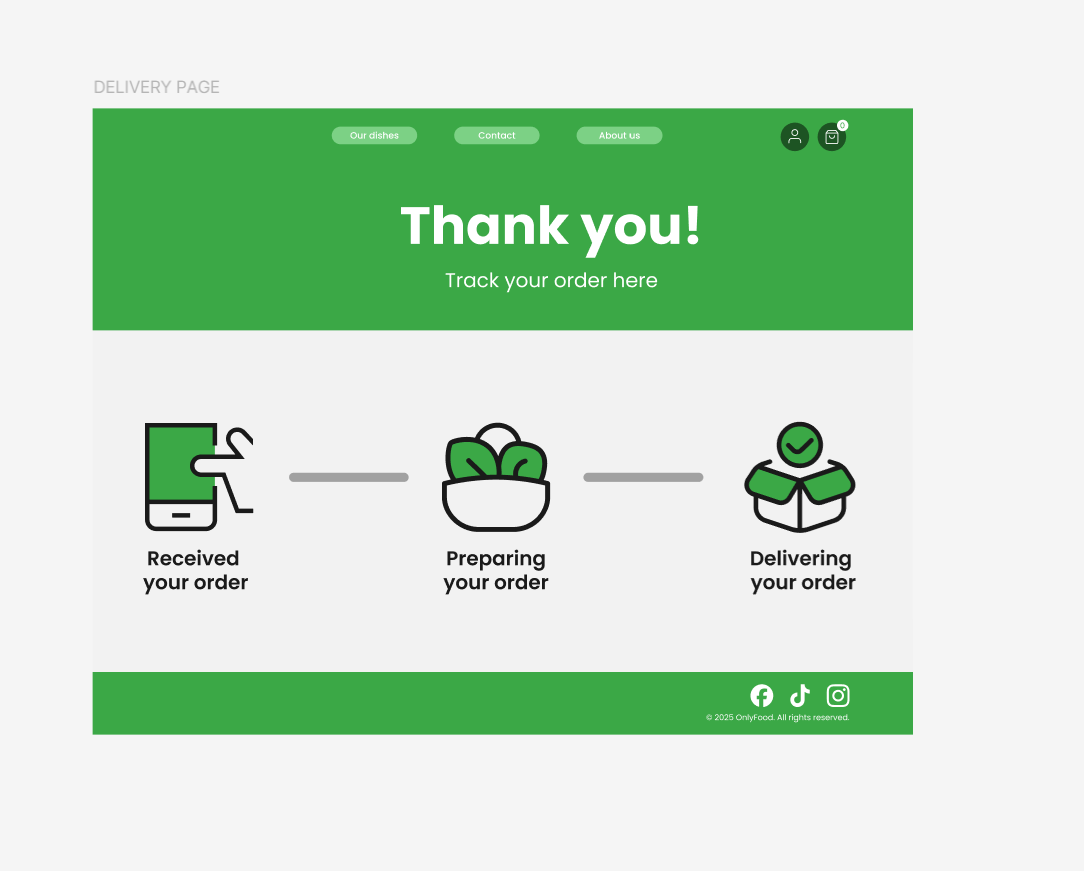 DELIVERY PAGE
Our dishes
Contact
About us
0
Thank you!
Track your order here
Received
your order
Preparing
your order
Delivering
your order
© 2025 OnlyFood. All rights reserved.